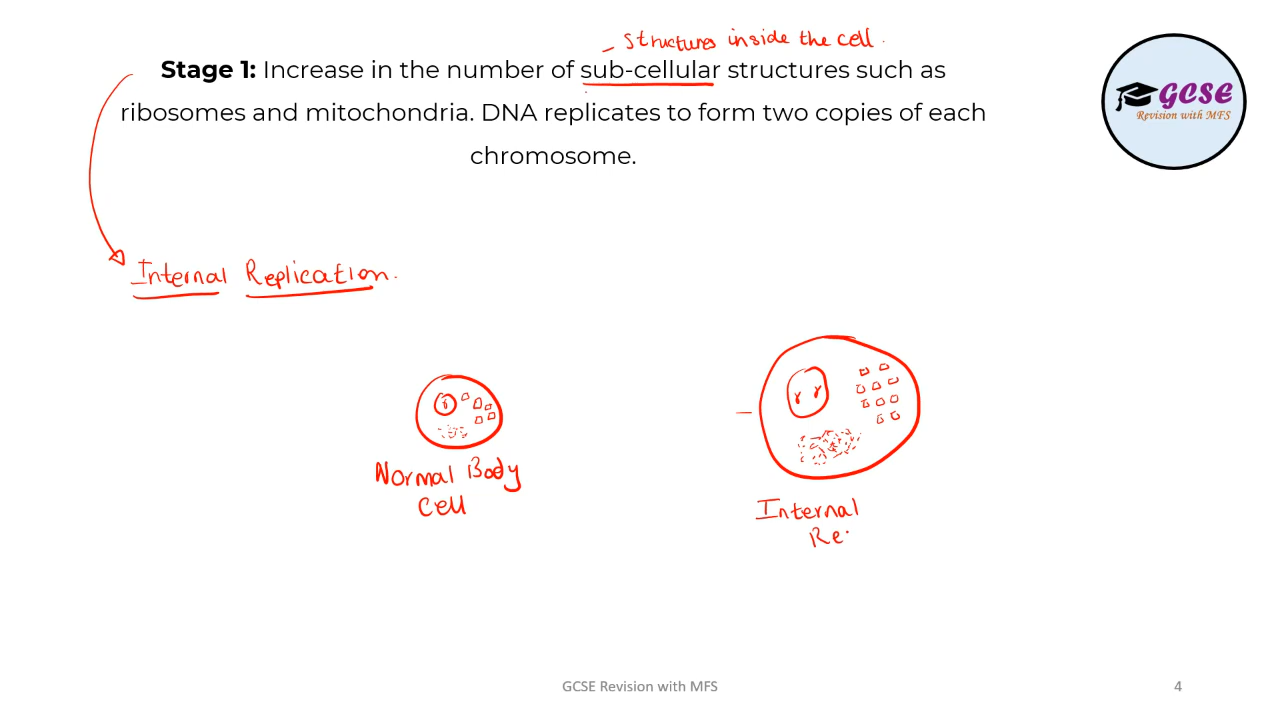 - Structures inside the cell.
Stage 1: Increase in the number of sub-cellular structures such as
ribosomes and mitochondria. DNA replicates to form two copies of each
chromosome.
GCSE
Revision with MFS
Internal Replication.
Normal Body
Cell
Internal
Re.
GCSE Revision with MFS
4